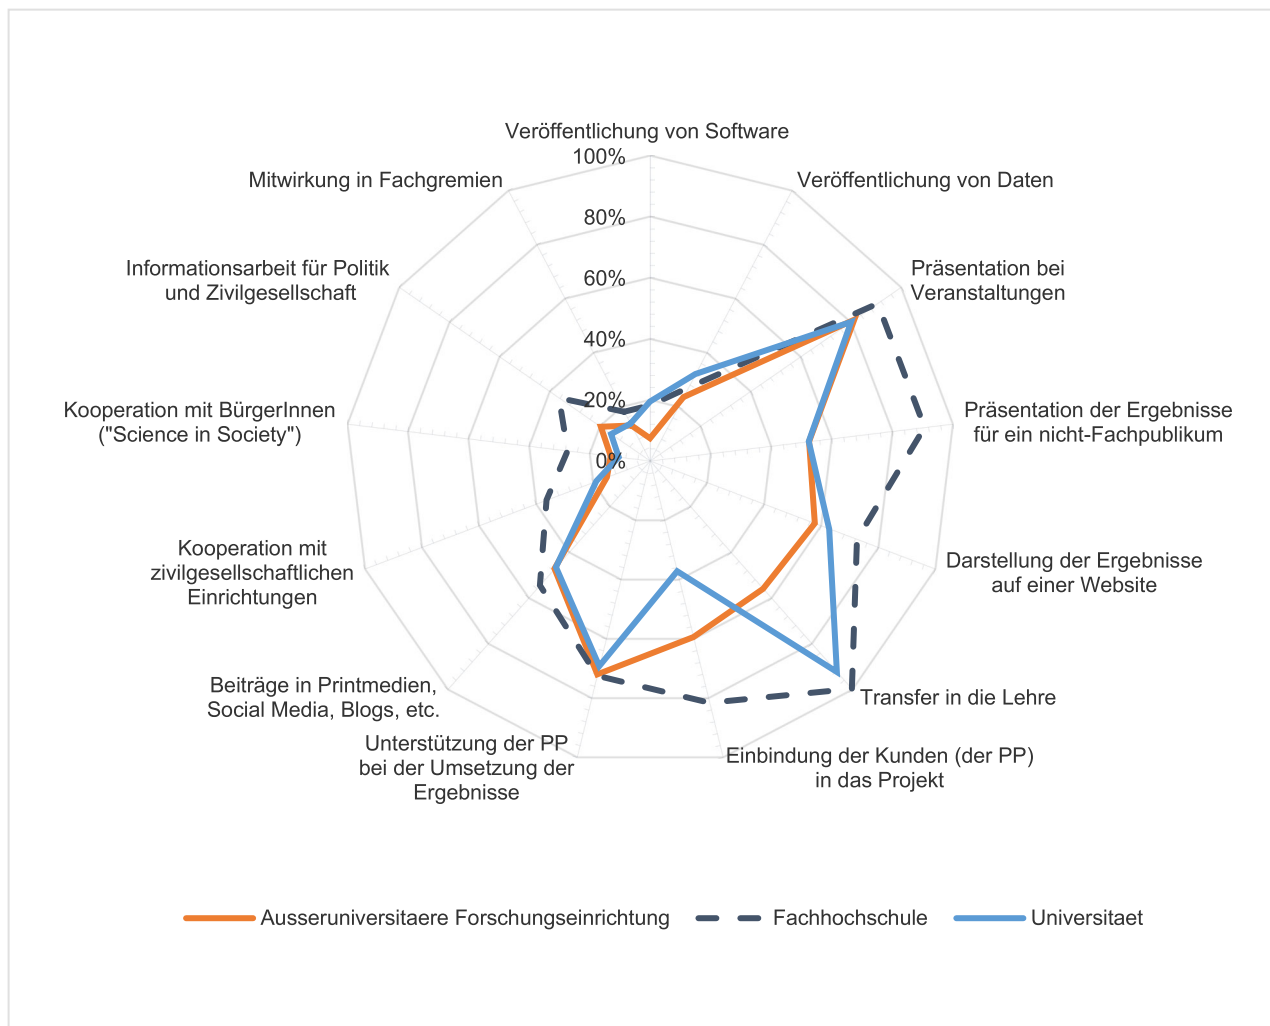 Veröffentlichung von Software
100%
Mitwirkung in Fachgremien
Veröffentlichung von Daten
80%
Informationsarbeit für Politik
und Zivilgesellschaft
Präsentation bei
Veranstaltungen
60%
40%
20%
Kooperation mit BürgerInnen
("Science in Society")
Präsentation der Ergebnisse
für ein nicht-Fachpublikum
0%
Kooperation mit
zivilgesellschaftlichen
Einrichtungen
Darstellung der Ergebnisse
auf einer Website
Beiträge in Printmedien,
Social Media, Blogs, etc.
Transfer in die Lehre
Unterstützung der PP
bei der Umsetzung der
Ergebnisse
Einbindung der Kunden (der PP)
in das Projekt
Ausseruniversitaere Forschungseinrichtung
Fachhochschule
Universitaet